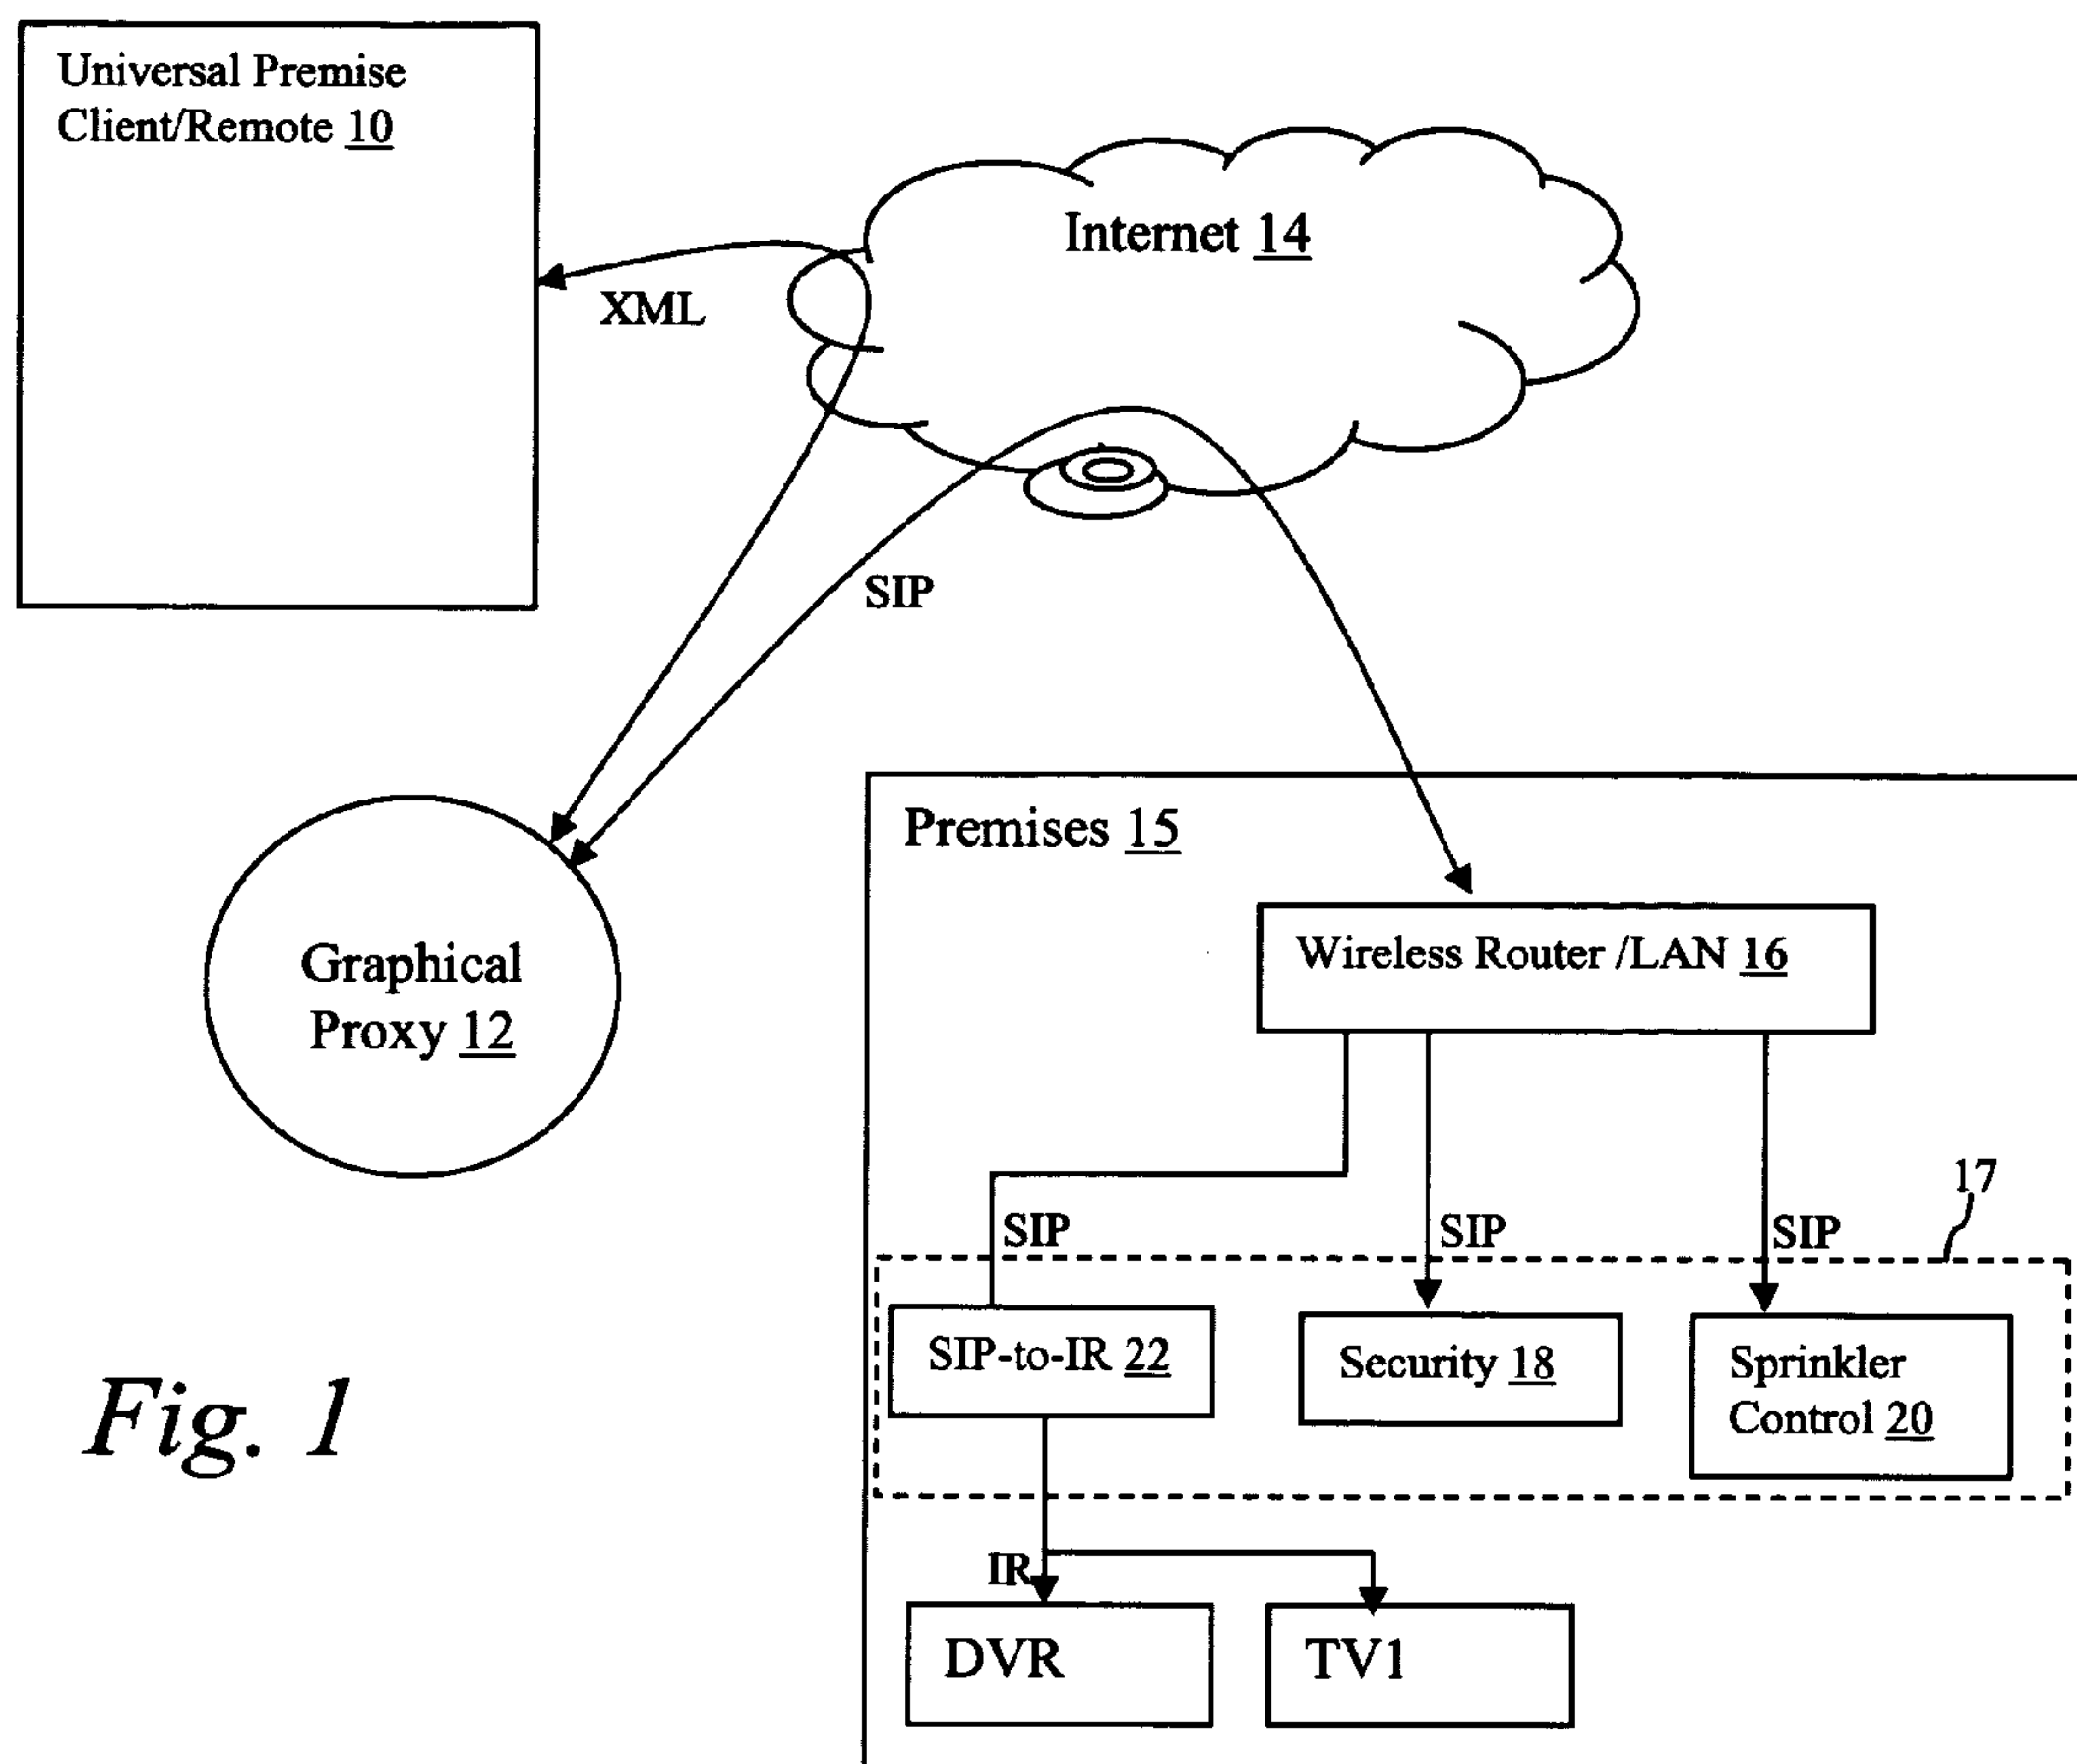 Universal Premise
Client/Remote 10
Internet 14
XML
SIP
Premises 15
Wireless Router /LAN 16
Graphical
Proxy 12
17
SIP
SIP
SIP
SIP-to-IR 22
Security 18
Sprinkler
Control 20
Fig. 1
IR
DVR
TV1